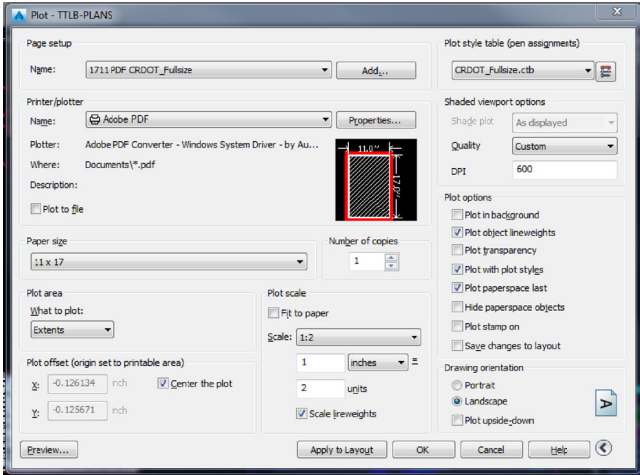 Plot - TTLB-PLANS
Page setup
Name: 1711 PDF CRDOT_Fullsize Add...
Printer/plotter
Name: Adobe PDF Properties...
Plotter: Adobe PDF Converter - Windows System Driver - by Au...
Where: Documents\*.pdf
Description:
Plot to file
11.0''
17.0''
Paper size
11 x 17
Number of copies
1
Plot area
What to plot:
Extents
Plot offset (origin set to printable area)
X: -0.126134 inch Center the plot
Y: -0.125671 inch
Plot scale
Fit to paper
Scale: 1:2
1 inches =
2 units
Scale lineweights
Plot style table (pen assignments)
CRDOT_Fullsize.ctb
Shaded viewport options
Shade plot As displayed
Quality Custom
DPI 600
Plot options
Plot in background
Plot object lineweights
Plot transparency
Plot with plot styles
Plot paperspace last
Hide paperspace objects
Plot stamp on
Save changes to layout
Drawing orientation
Portrait
Landscape
Plot upside-down
A
Preview... Apply to Layout OK Cancel Help